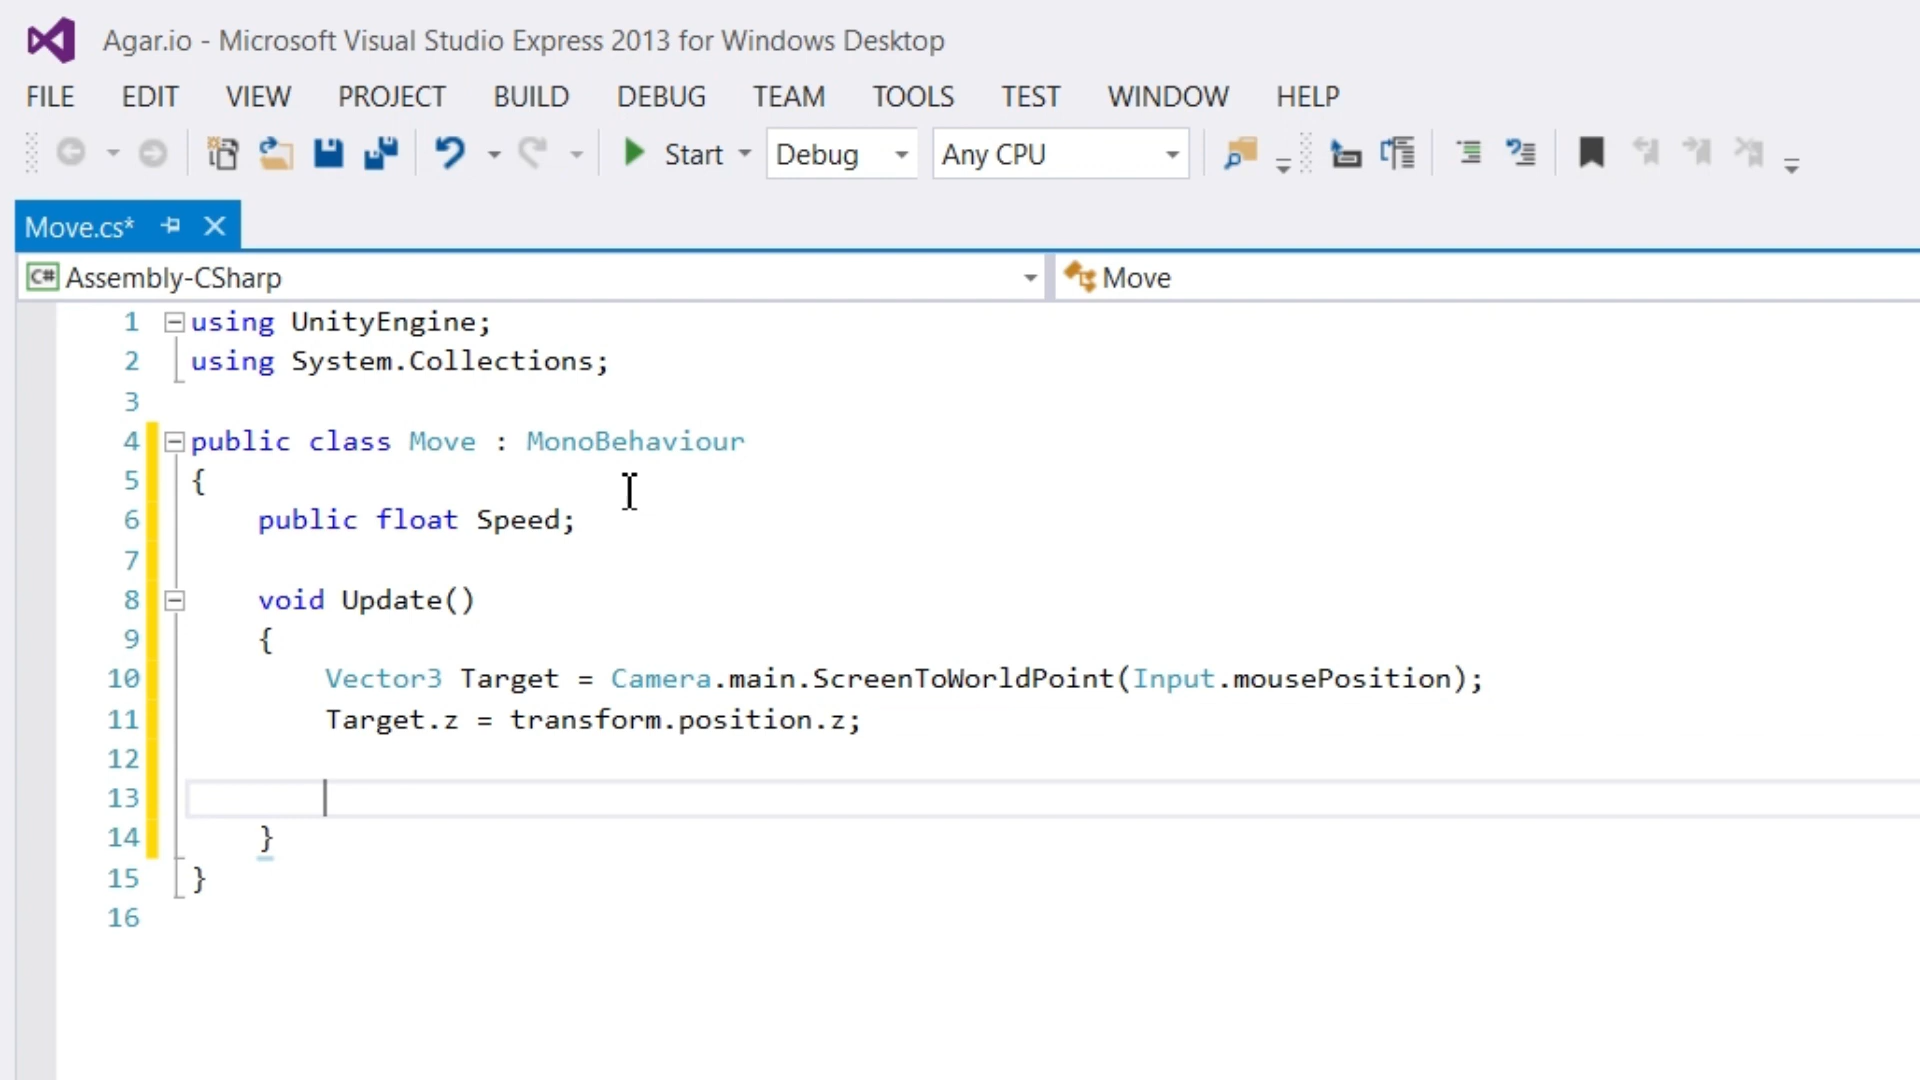 Agar.io - Microsoft Visual Studio Express 2013 for Windows Desktop
FILE EDIT VIEW PROJECT BUILD DEBUG TEAM TOOLS TEST WINDOW HELP
Start Debug Any CPU
Move.cs*
C# Assembly-CSharp Move
1 using UnityEngine;
2 using System.Collections;
3
4 public class Move : MonoBehaviour
5 {
6 public float Speed;
7
8 void Update()
9 {
10 Vector3 Target = Camera.main.ScreenToWorldPoint(Input.mousePosition);
11 Target.z = transform.position.z;
12
13
14 }
15 }
16